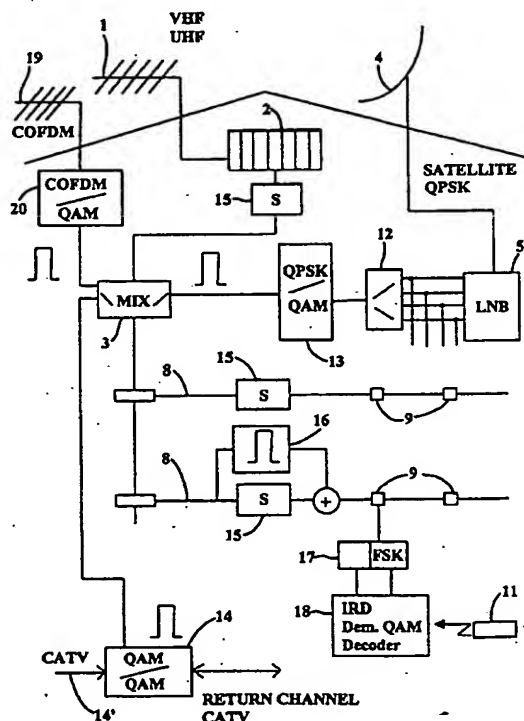 1
VHF
UHF
19
4
COFDM
2
COFDM
QAM
20
15
S
SATELLITE
QPSK
12
5
QPSK
QAM
LNB
MIX
3
13
8
15
S
9
16
8
S
+
9
15
17
FSK
18
IRD
Dem. QAM
Decoder
11
14
CATV
QAM
QAM
14'
RETURN CHANNEL
CATV